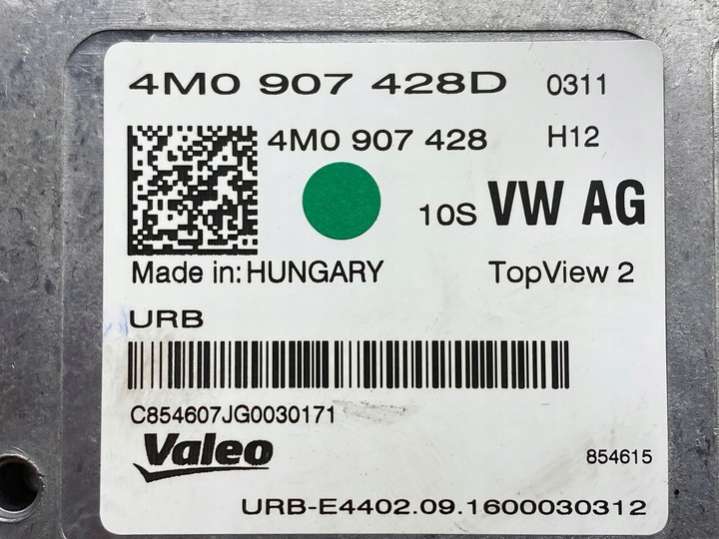 4M0 907 428D 0311
4M0 907 428 H12
10S VW AG
Made in: HUNGARY TopView 2
URB
C854607JG0030171
Valeo 854615
URB-E4402.09.1600030312